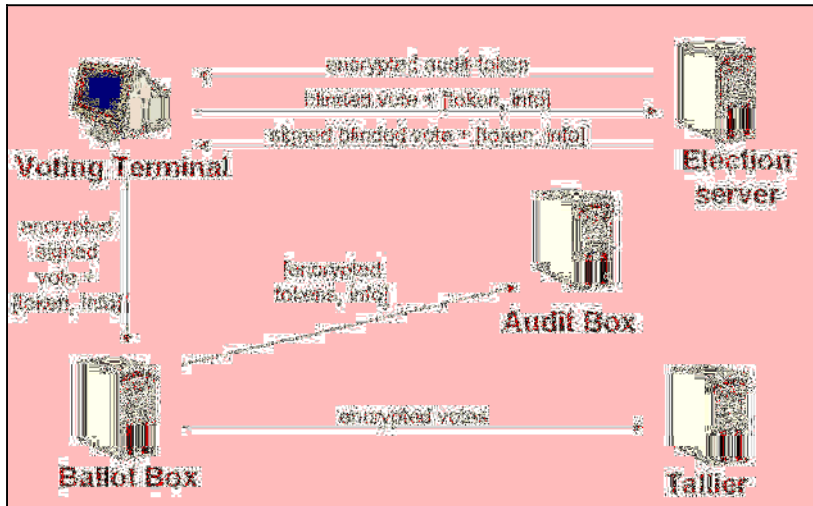 encrypted audit token
blinded vote + [token, info]
signed blinded vote + [token, info]
Voting Terminal
Election
server
encrypted
signed
vote +
[token, info]
[encrypted
tokens, info]
Audit Box
encrypted votes
Ballot Box
Tallier